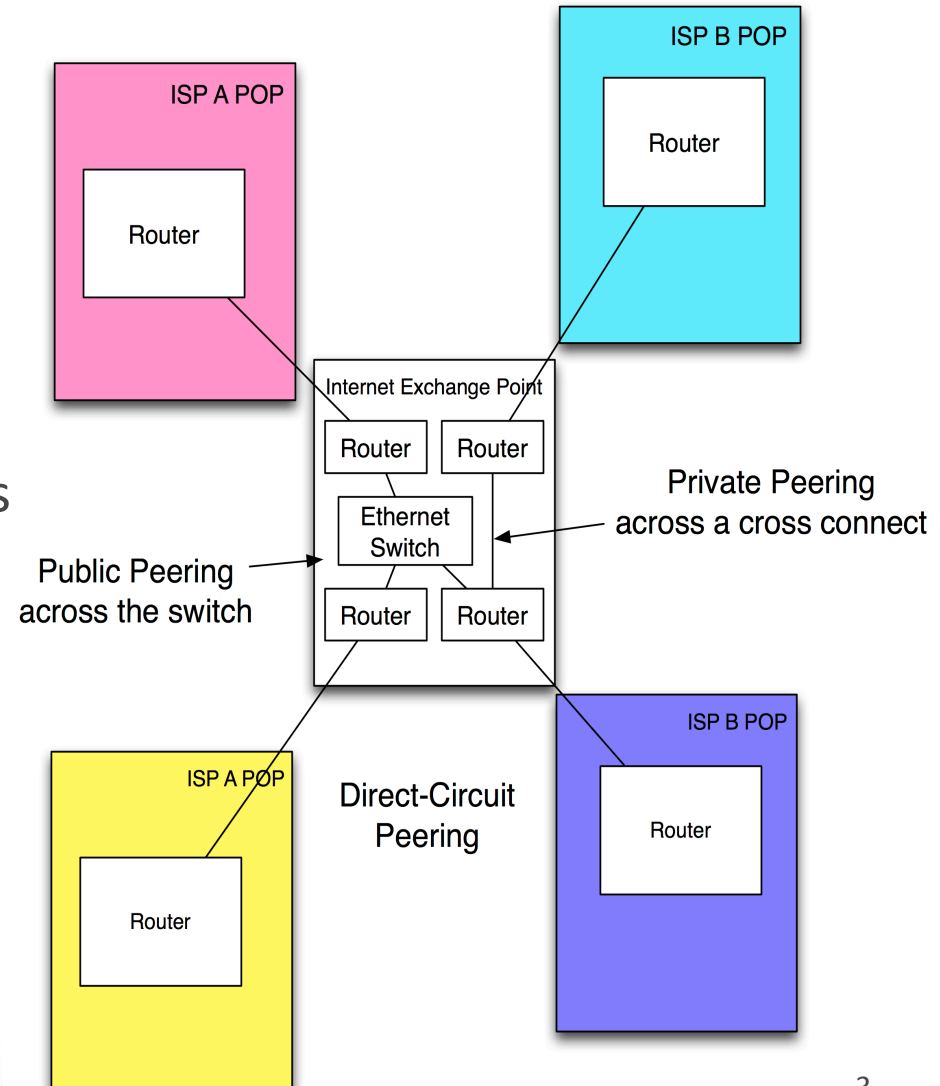 ISP B POP
Router
ISP A POP
Router
Internet Exchange Point
Router
Router
Ethernet
Switch
Router
Router
s
Public Peering
across the switch
Private Peering
across a cross connect
Direct-Circuit
Peering
ISP A POP
Router
ISP B POP
Router